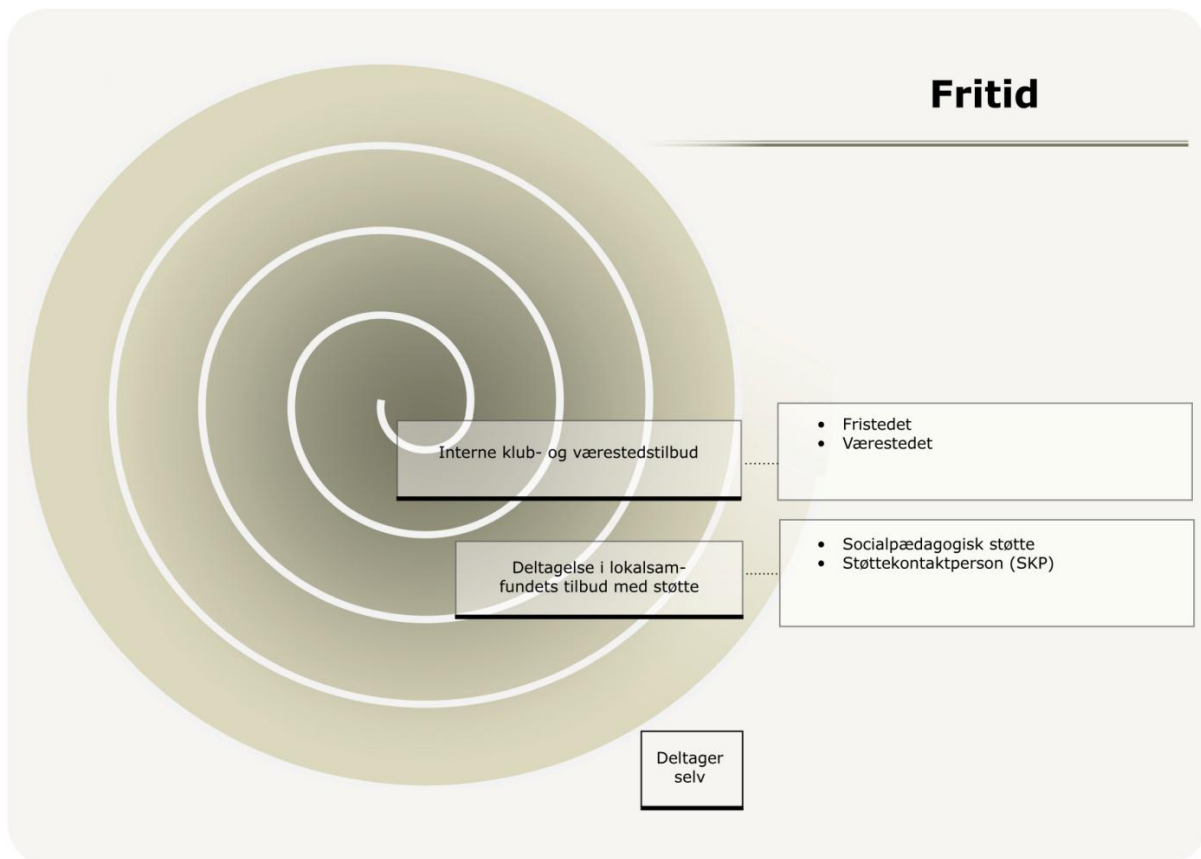 Fritid
Interne klub- og værestedstilbud
• Fristedet
• Værestedet
Deltagelse i lokalsam-
fundets tilbud med støtte
• Socialpædagogisk støtte
• Støttekontaktperson (SKP)
Deltager
selv